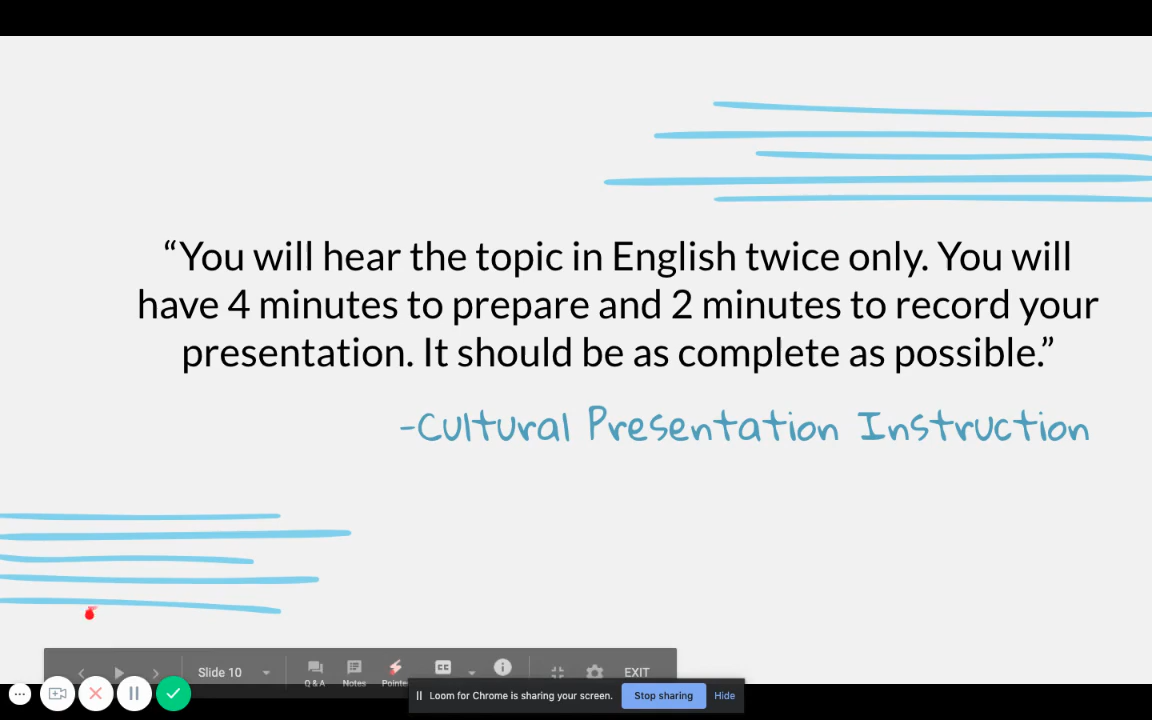 “You will hear the topic in English twice only. You will
have 4 minutes to prepare and 2 minutes to record your
presentation. It should be as complete as possible.”
-Cultural Presentation Instruction
Slide 10
Q&A
Notes
Pointe
CC
EXIT
Loom for Chrome is sharing your screen.
Stop sharing
Hide